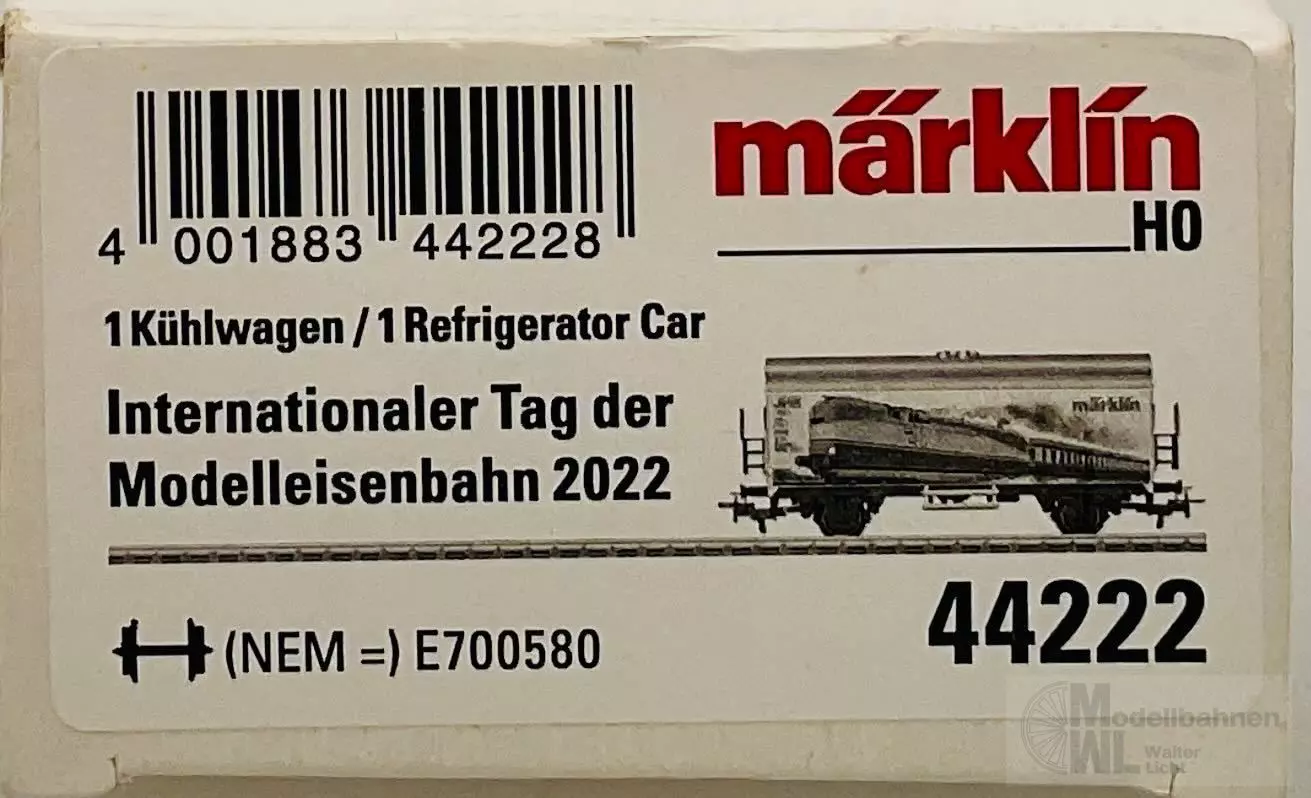 märklin
H0
4 001883 442228
1 Kühlwagen / 1 Refrigerator Car
Internationaler Tag der
Modelleisenbahn 2022
märklin
(NEM =) E700580
44222
Modellbahnen
WL Walter
Licht